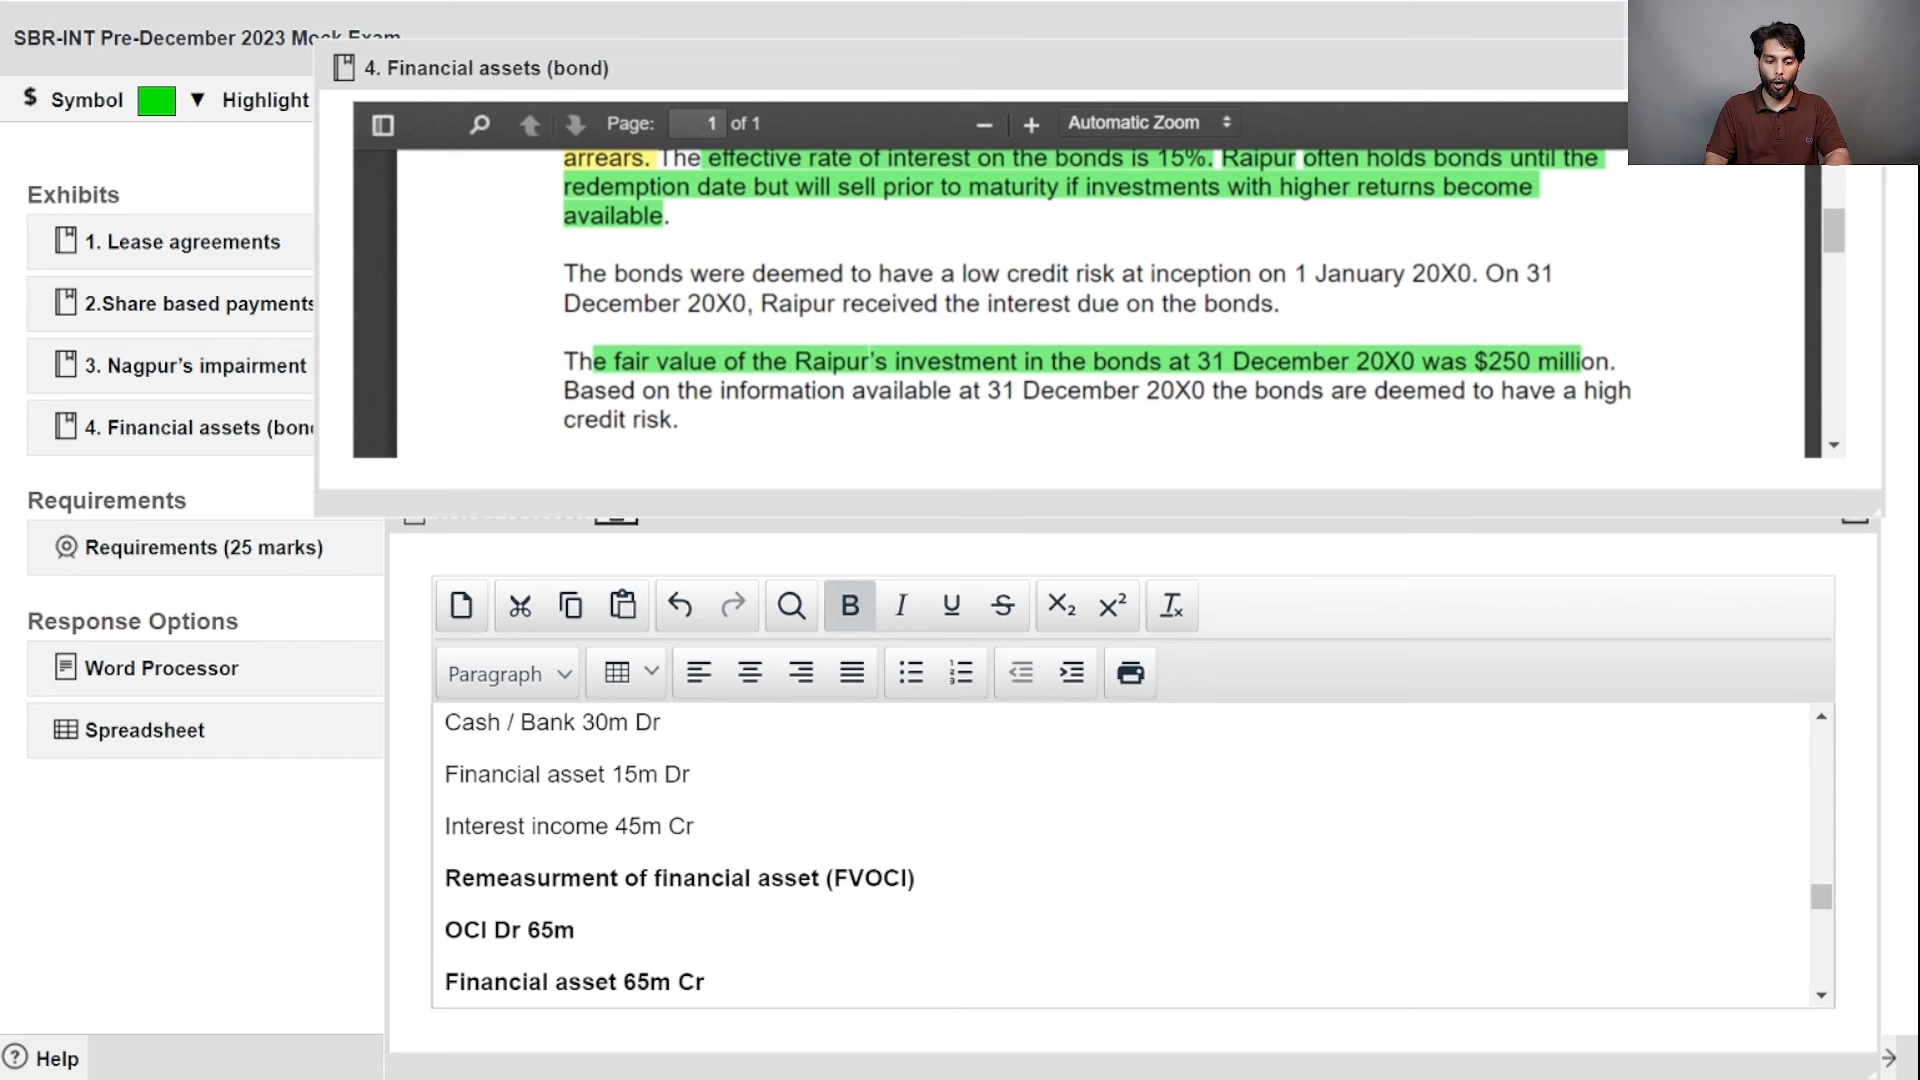 SBR-INT Pre-December 2023 Mock Exam
$ Symbol ▼ Highlight
4. Financial assets (bond)
Page: 1 of 1 − + Automatic Zoom
arrears. The effective rate of interest on the bonds is 15%. Raipur often holds bonds until the
redemption date but will sell prior to maturity if investments with higher returns become
available.
The bonds were deemed to have a low credit risk at inception on 1 January 20X0. On 31
December 20X0, Raipur received the interest due on the bonds.
The fair value of the Raipur's investment in the bonds at 31 December 20X0 was $250 million.
Based on the information available at 31 December 20X0 the bonds are deemed to have a high
credit risk.
Exhibits
1. Lease agreements
2.Share based payments
3. Nagpur's impairment
4. Financial assets (bon
Requirements
Requirements (25 marks)
Response Options
Word Processor
Spreadsheet
B I U S X₂ X² Tx
Paragraph
Cash / Bank 30m Dr
Financial asset 15m Dr
Interest income 45m Cr
Remeasurment of financial asset (FVOCI)
OCI Dr 65m
Financial asset 65m Cr
? Help